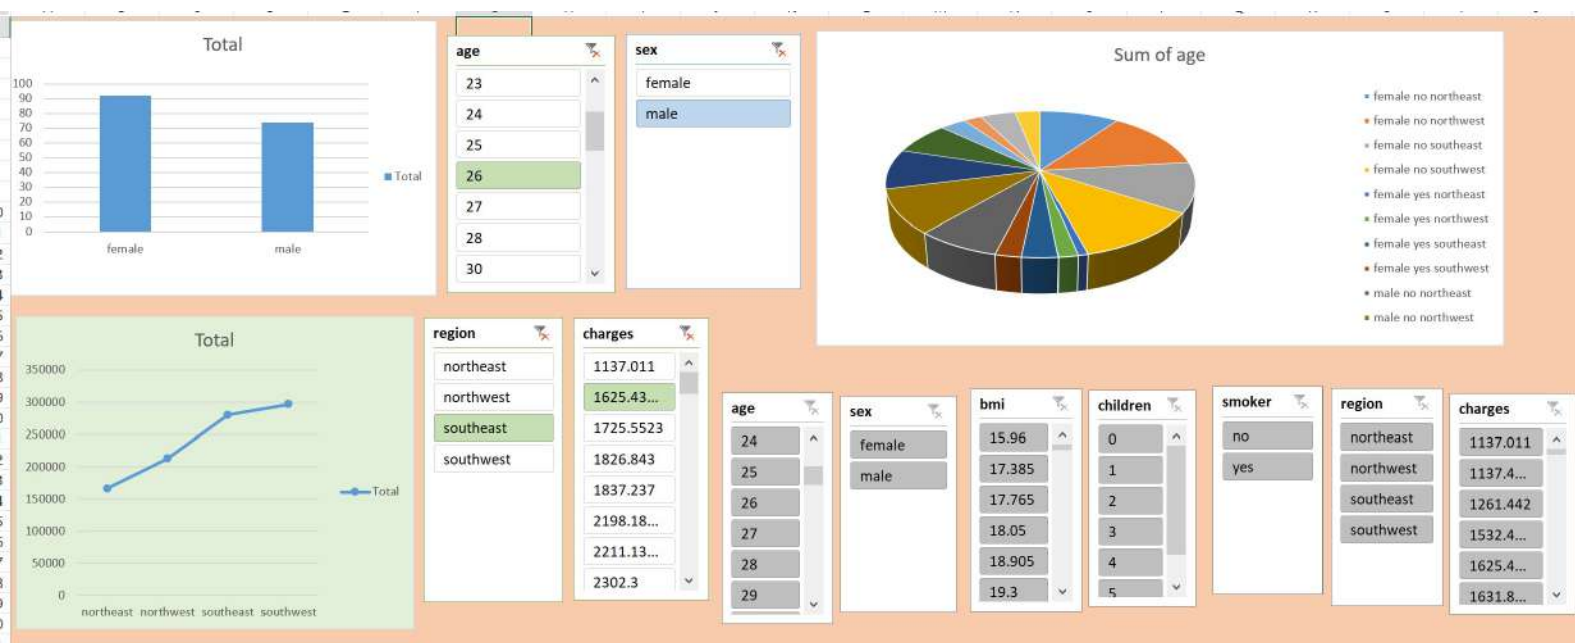 Total
100
90
80
70
60
50
40
30
20
10
0
female male
Total
age
23
24
25
26
27
28
30
sex
female
male
Sum of age
female no northeast
female no northwest
female no southeast
female no southwest
female yes northeast
female yes northwest
female yes southeast
female yes southwest
male no northeast
male no northwest
Total
350000
300000
250000
200000
150000
100000
50000
0
northeast northwest southeast southwest
Total
region
northeast
northwest
southeast
southwest
charges
1137.011
1625.43...
1725.5523
1826.843
1837.237
2198.18...
2211.13...
2302.3
age
24
25
26
27
28
29
sex
female
male
bmi
15.96
17.385
17.765
18.05
18.905
19.3
children
0
1
2
3
4
5
smoker
no
yes
region
northeast
northwest
southeast
southwest
charges
1137.011
1137.4...
1261.442
1532.4...
1625.4...
1631.8...